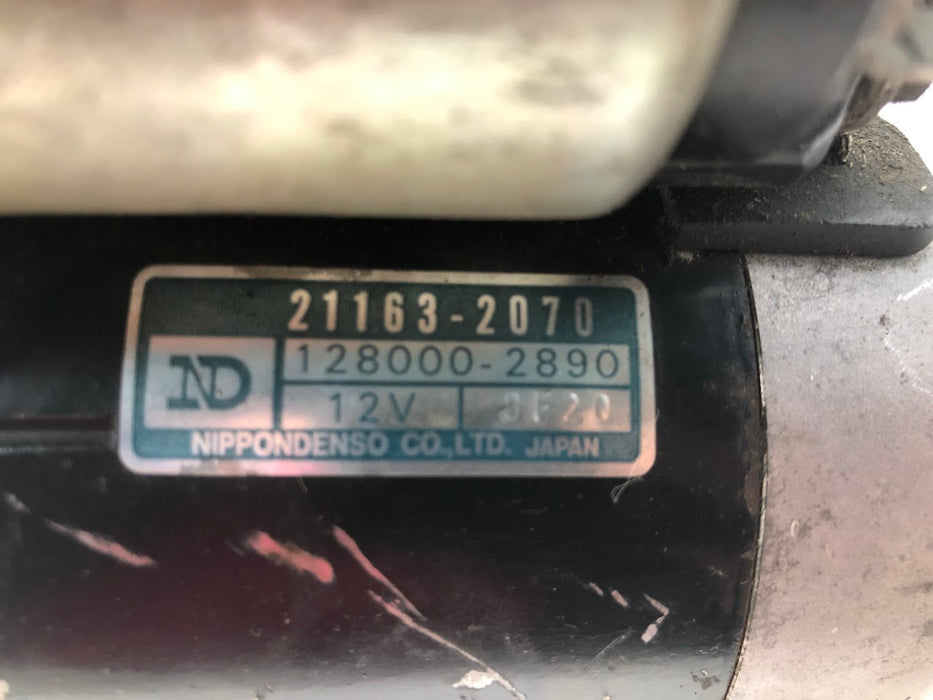 21163-2070
ND
128000-2890
12V
NIPPONDENSO CO.,LTD. JAPAN